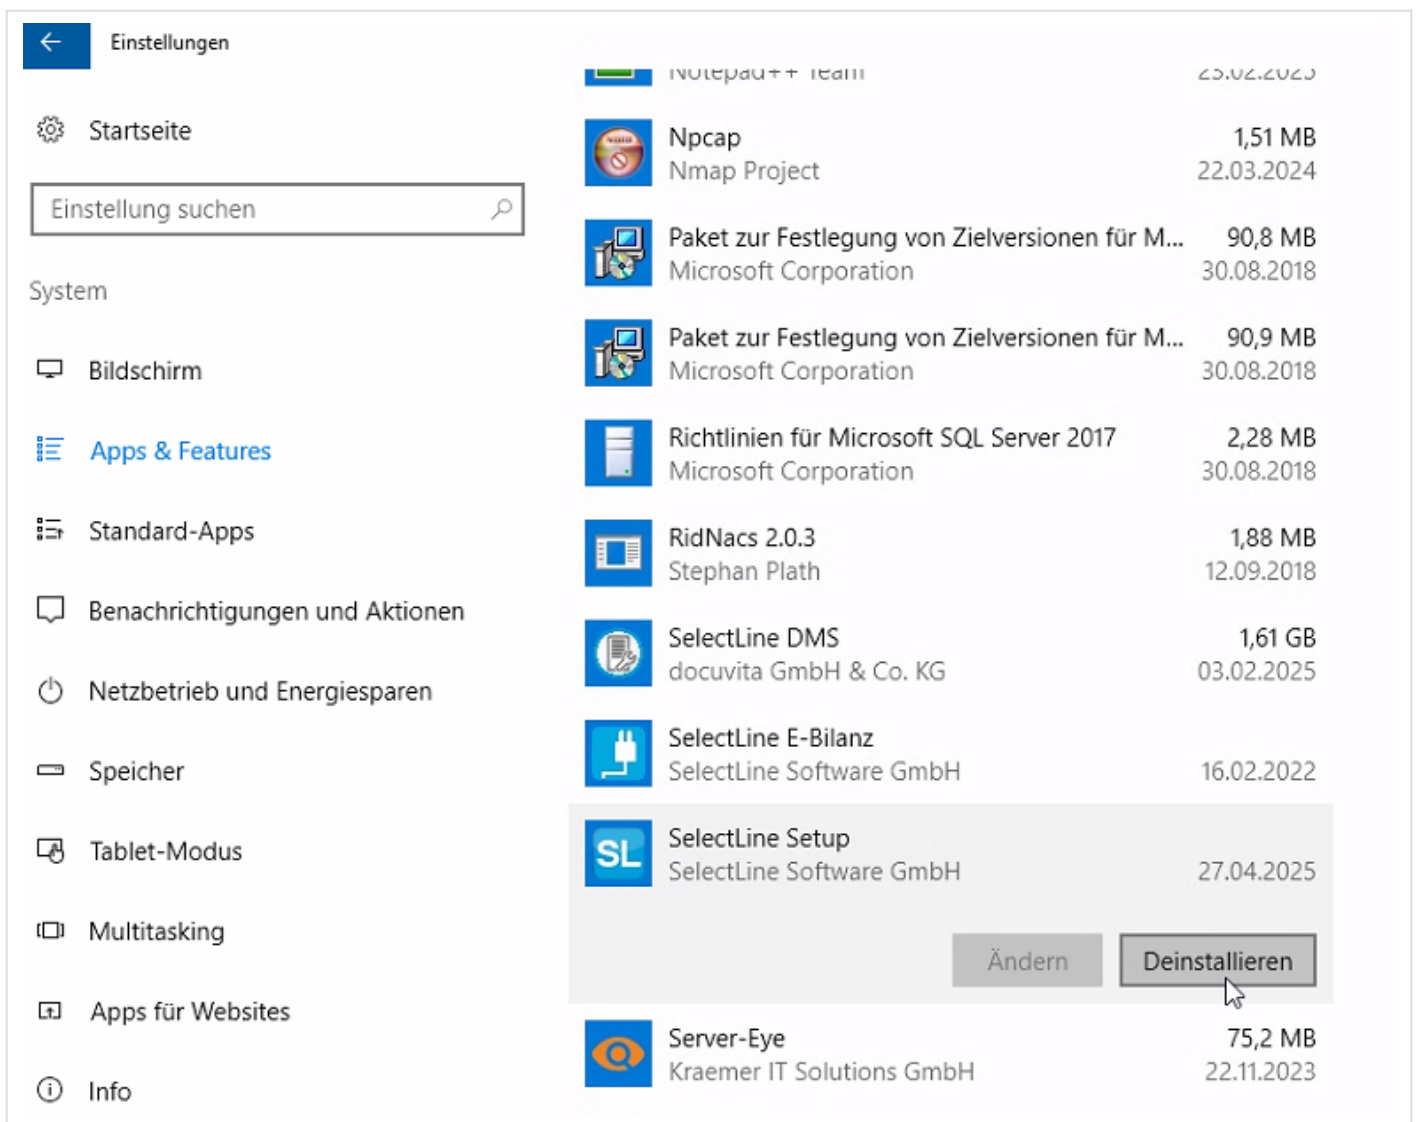 Einstellungen
Startseite
Einstellung suchen
System
Bildschirm
Apps & Features
Standard-Apps
Benachrichtigungen und Aktionen
Netzbetrieb und Energiesparen
Speicher
Tablet-Modus
Multitasking
Apps für Websites
Info
Notepad++ Team 23.02.2023
Npcap 1,51 MB
Nmap Project 22.03.2024
Paket zur Festlegung von Zielversionen für M... 90,8 MB
Microsoft Corporation 30.08.2018
Paket zur Festlegung von Zielversionen für M... 90,9 MB
Microsoft Corporation 30.08.2018
Richtlinien für Microsoft SQL Server 2017 2,28 MB
Microsoft Corporation 30.08.2018
RidNacs 2.0.3 1,88 MB
Stephan Plath 12.09.2018
SelectLine DMS 1,61 GB
docuvita GmbH & Co. KG 03.02.2025
SelectLine E-Bilanz
SelectLine Software GmbH 16.02.2022
SL SelectLine Setup
SelectLine Software GmbH 27.04.2025
Ändern Deinstallieren
Server-Eye 75,2 MB
Kraemer IT Solutions GmbH 22.11.2023